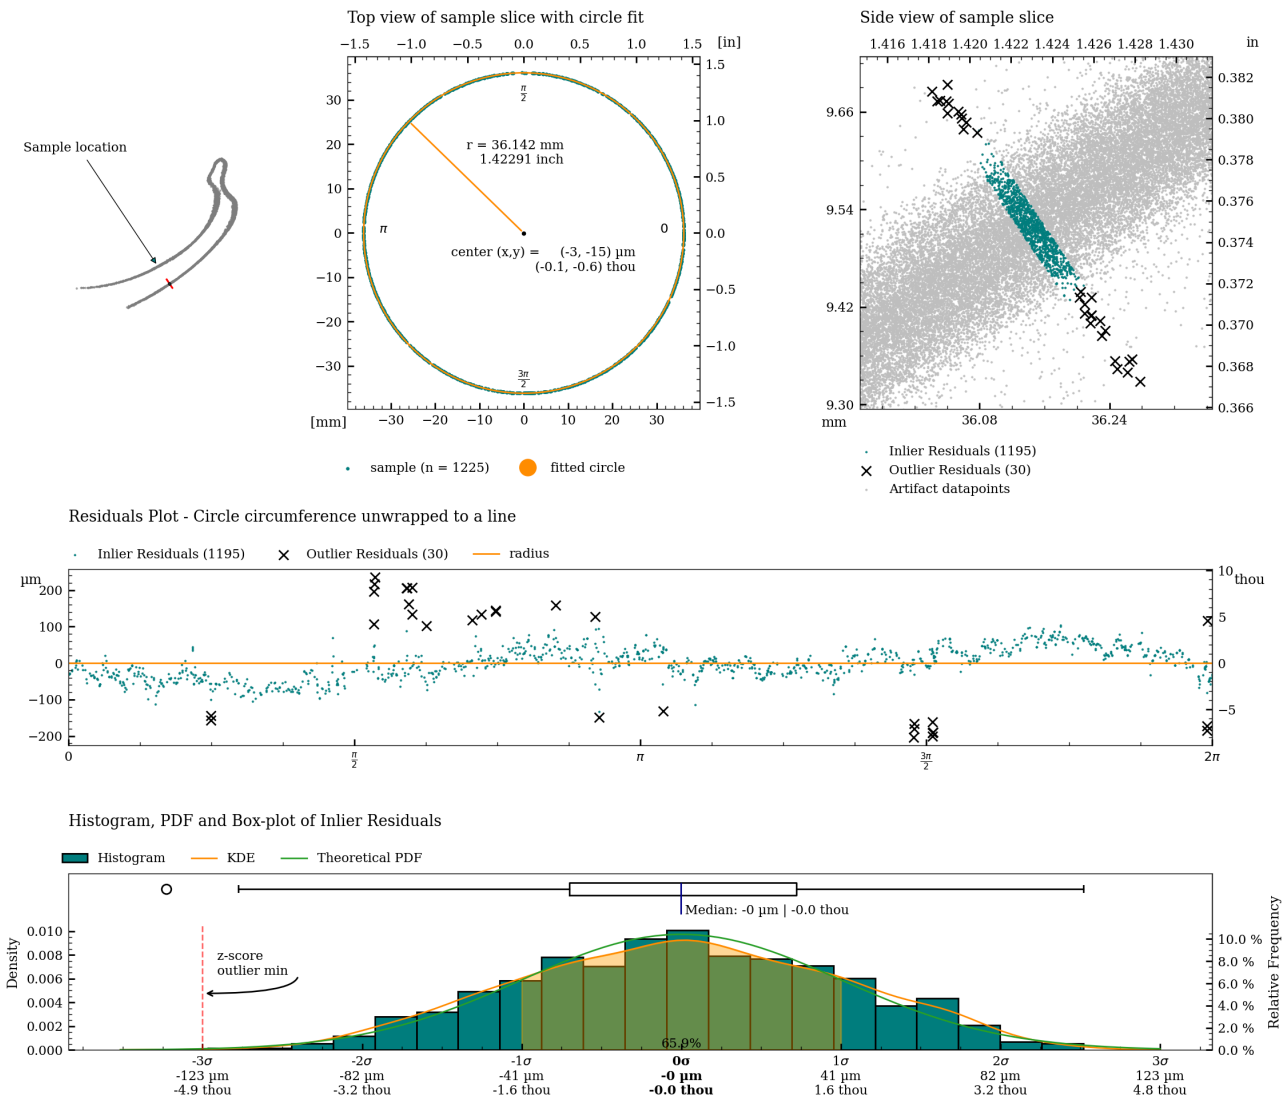 Top view of sample slice with circle fit
−1.5 −1.0 −0.5 0.0 0.5 1.0 1.5 [in]
Sample location
30
20
10
0
−10
−20
−30
[mm]
π/2
π
0
3π/2
r = 36.142 mm
1.42291 inch
center (x,y) = (-3, -15) µm
(-0.1, -0.6) thou
1.5
1.0
0.5
0.0
−0.5
−1.0
−1.5
−30 −20 −10 0 10 20 30
sample (n = 1225) fitted circle
Side view of sample slice
1.416 1.418 1.420 1.422 1.424 1.426 1.428 1.430 in
9.66
9.54
9.42
9.30
mm
0.382
0.380
0.378
0.376
0.374
0.372
0.370
0.368
0.366
36.08 36.24
Inlier Residuals (1195)
Outlier Residuals (30)
Artifact datapoints
Residuals Plot - Circle circumference unwrapped to a line
Inlier Residuals (1195) Outlier Residuals (30) radius
µm
200
100
0
−100
−200
10 thou
5
0
−5
0 π/2 π 3π/2 2π
Histogram, PDF and Box-plot of Inlier Residuals
Histogram KDE Theoretical PDF
Median: -0 µm | -0.0 thou
z-score
outlier min
Density
0.010
0.008
0.006
0.004
0.002
0.000
Relative Frequency
10.0 %
8.0 %
6.0 %
4.0 %
2.0 %
0.0 %
65.9%
-3σ -2σ -1σ 0σ 1σ 2σ 3σ
-123 µm -82 µm -41 µm -0 µm 41 µm 82 µm 123 µm
-4.9 thou -3.2 thou -1.6 thou -0.0 thou 1.6 thou 3.2 thou 4.8 thou